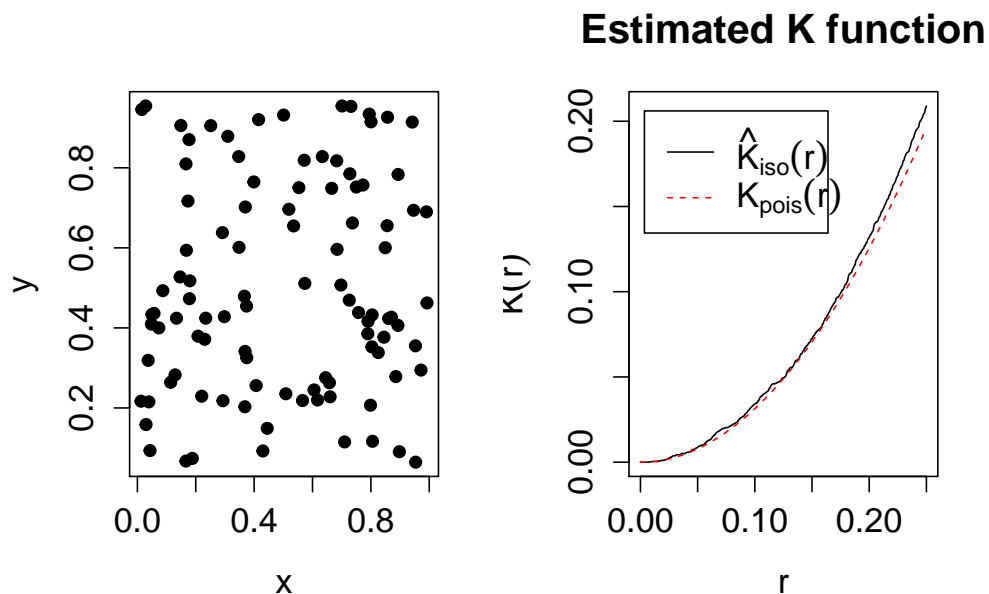 Estimated K function
y
0.2 0.4 0.6 0.8
0.0 0.4 0.8
x
K(r)
0.00 0.10 0.20
K̂iso(r)
Kpois(r)
0.00 0.10 0.20
r